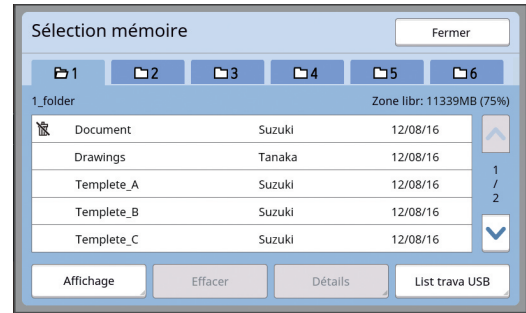 Sélection mémoire
Fermer
1 2 3 4 5 6
1_folder Zone libr: 11339MB (75%)
Document Suzuki 12/08/16
Drawings Tanaka 12/08/16
Templete_A Suzuki 12/08/16
Templete_B Suzuki 12/08/16
Templete_C Suzuki 12/08/16
1
/
2
Affichage Effacer Détails List trava USB